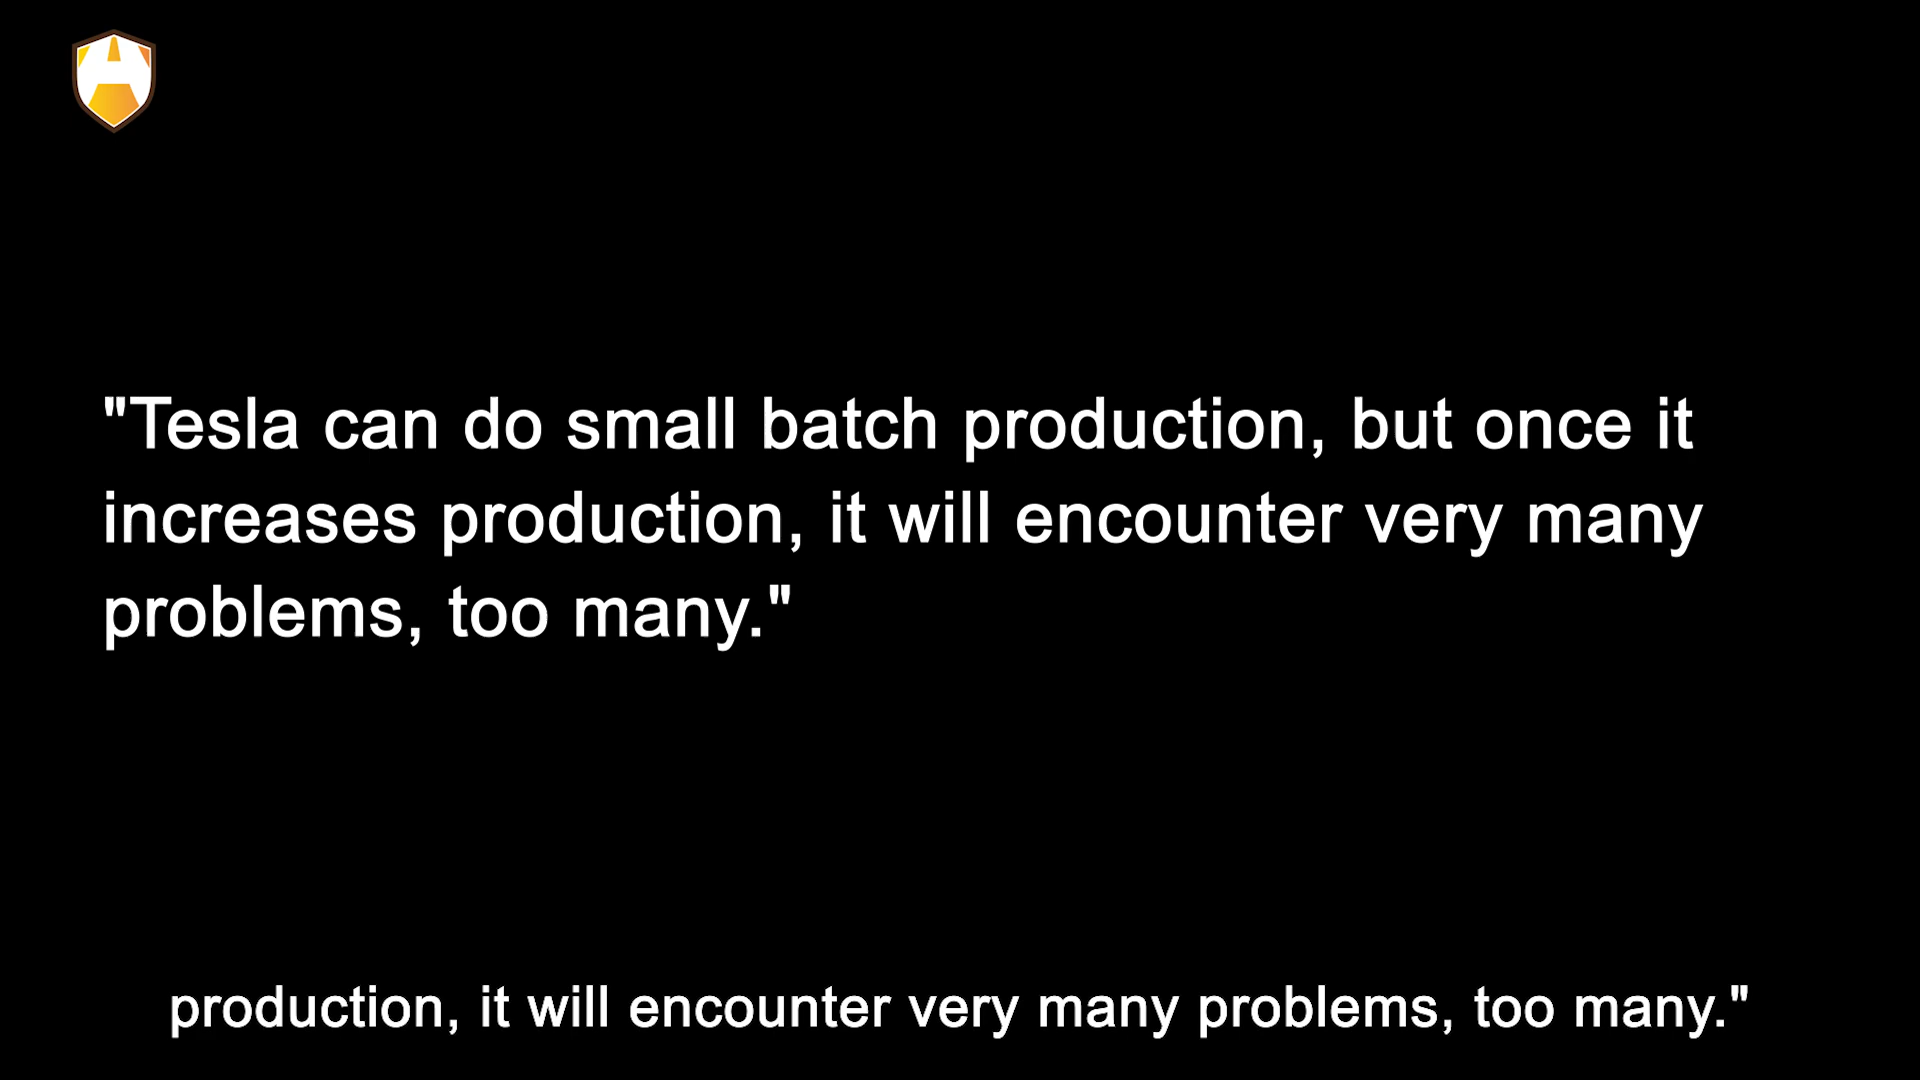 "Tesla can do small batch production, but once it
increases production, it will encounter very many
problems, too many."
production, it will encounter very many problems, too many."